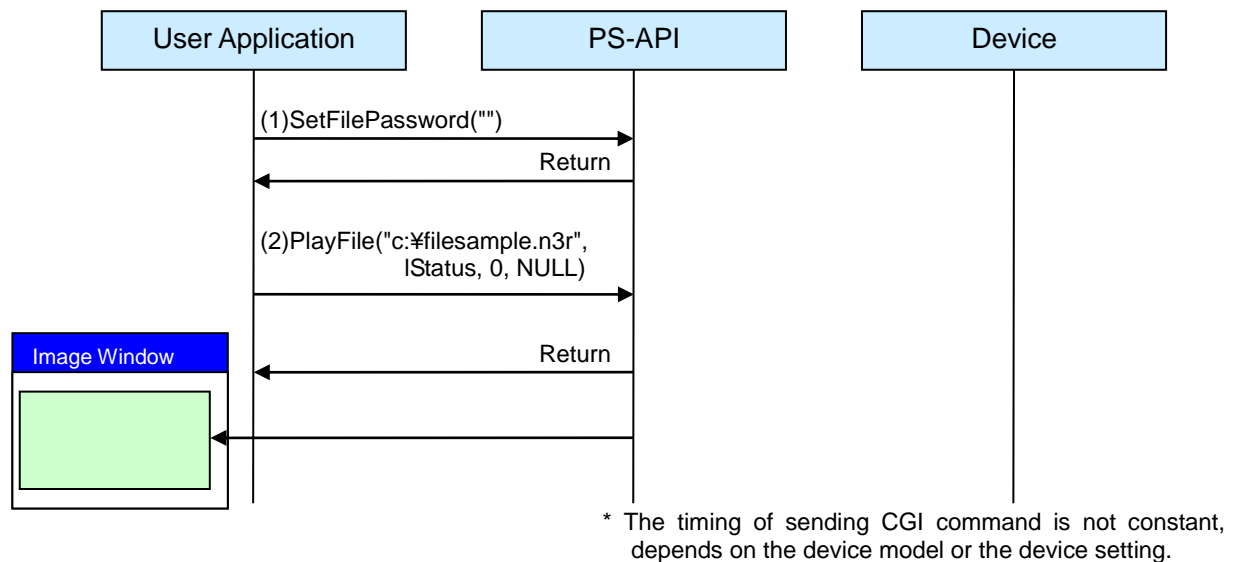 User Application
PS-API
Device
(1)SetFilePassword("")
Return
(2)PlayFile("c:¥filesample.n3r",
lStatus, 0, NULL)
Image Window
Return
* The timing of sending CGI command is not constant,
depends on the device model or the device setting.